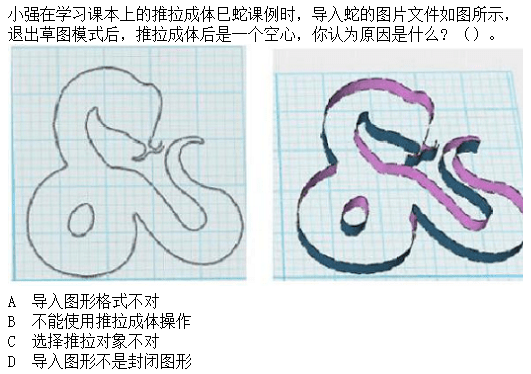 小强在学习课本上的推拉成体巳蛇课例时，导入蛇的图片文件如图所示，
退出草图模式后，推拉成体后是一个空心，你认为原因是什么？（）。
A 导入图形格式不对
B 不能使用推拉成体操作
C 选择推拉对象不对
D 导入图形不是封闭图形